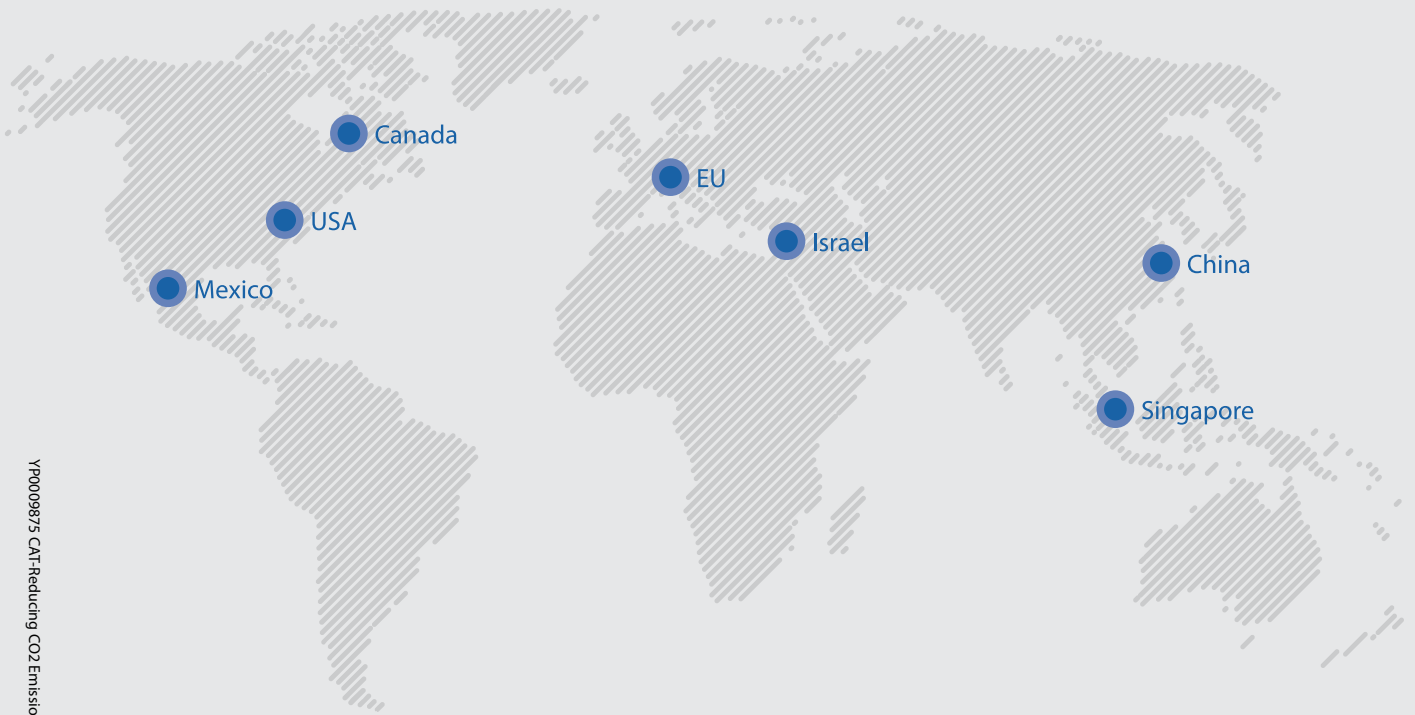 Canada
EU
USA
Israel
China
Mexico
Singapore
YP0009875 CAT-Reducing CO2 Emissio